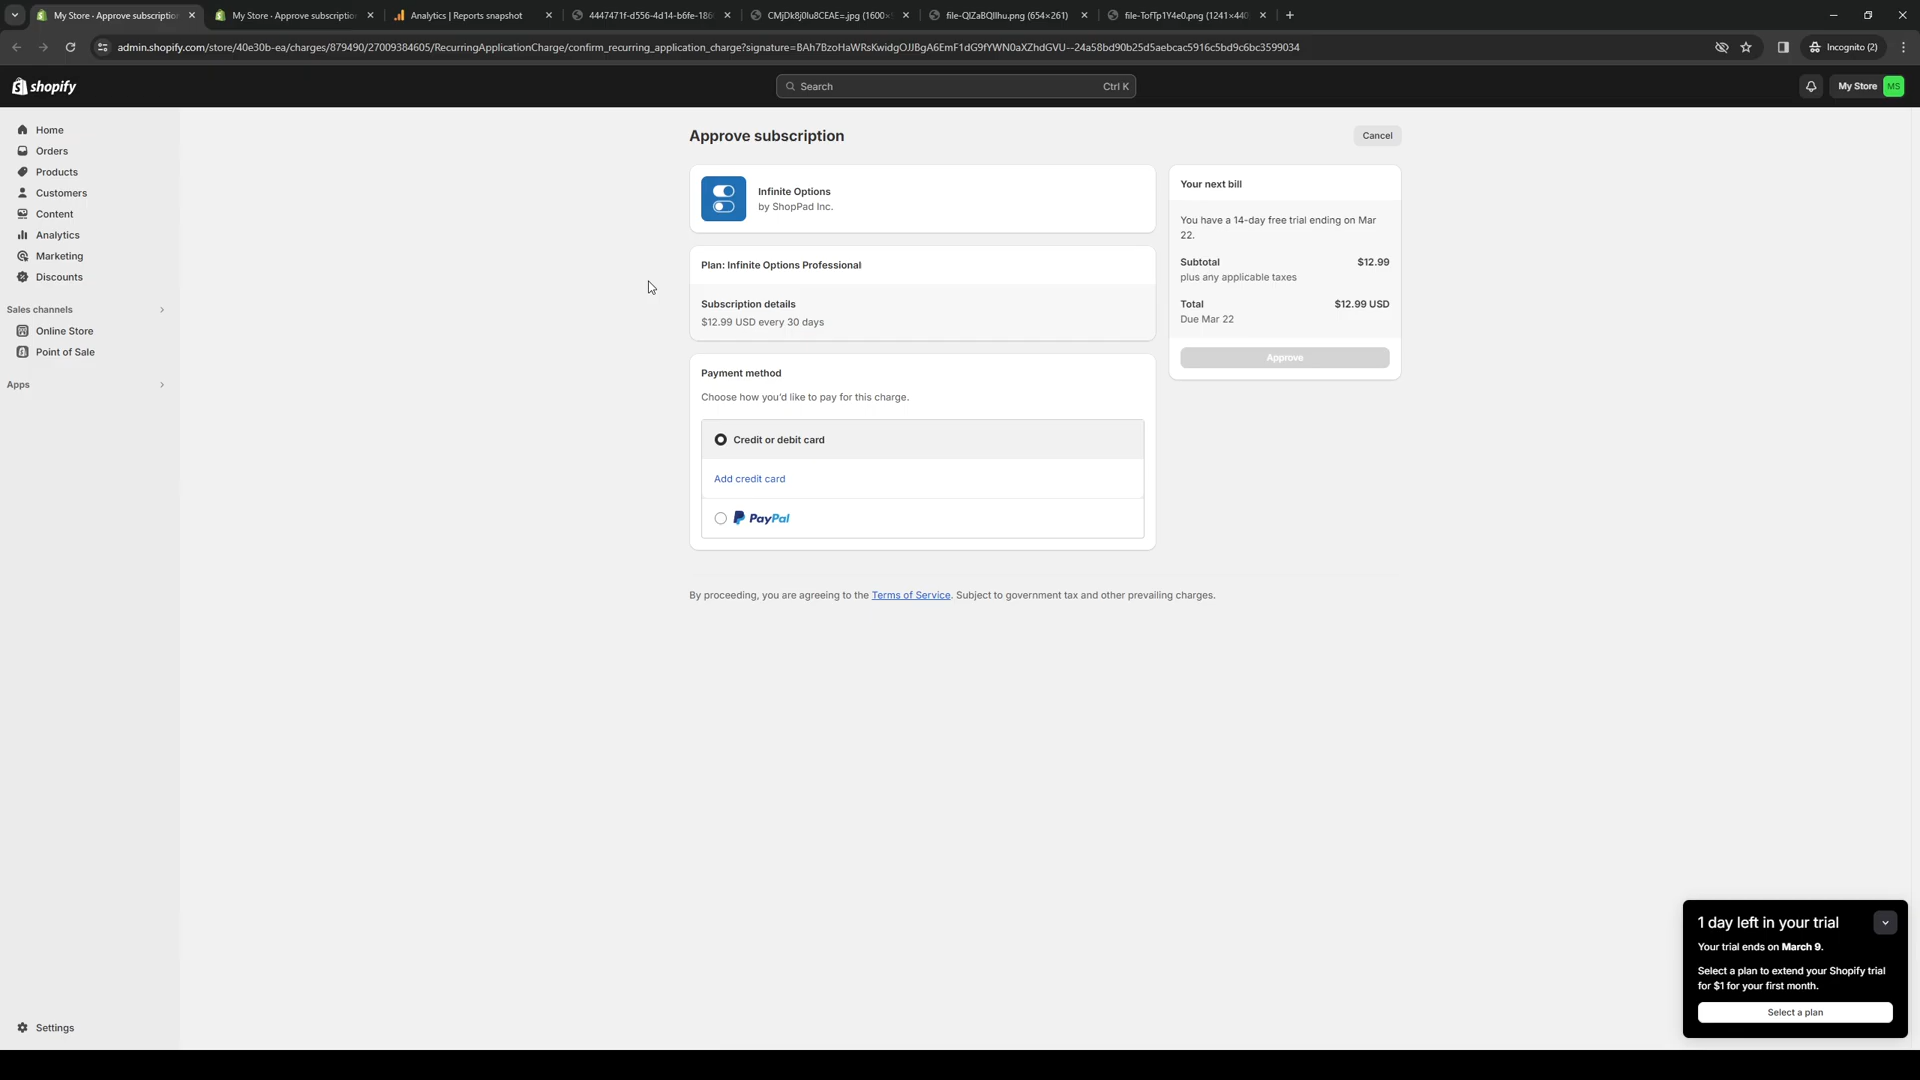 My Store · Approve subscription
My Store · Approve subscription
Analytics | Reports snapshot
4447471f-d556-4d14-b6fe-186
CMjDk8j0lu8CEAE=.jpg (1600×
file-QIZaBQIIhu.png (654×261)
file-TofTp1Y4e0.png (1241×440
admin.shopify.com/store/40e30b-ea/charges/879490/27009384605/RecurringApplicationCharge/confirm_recurring_application_charge?signature=BAh7BzoHaWRsKwidgOJJBgA6EmF1dG9fYWN0aXZhdGVU--24a58bd90b25d5aebcac5916c5bd9c6bc3599034
Incognito (2)
shopify
Search
Ctrl K
My Store
MS
Home
Orders
Products
Customers
Content
Analytics
Marketing
Discounts
Sales channels
Online Store
Point of Sale
Apps
Settings
Approve subscription
Cancel
Infinite Options
by ShopPad Inc.
Plan: Infinite Options Professional
Subscription details
$12.99 USD every 30 days
Payment method
Choose how you'd like to pay for this charge.
Credit or debit card
Add credit card
PayPal
Your next bill
You have a 14-day free trial ending on Mar
22.
Subtotal $12.99
plus any applicable taxes
Total $12.99 USD
Due Mar 22
Approve
By proceeding, you are agreeing to the Terms of Service. Subject to government tax and other prevailing charges.
1 day left in your trial
Your trial ends on March 9.
Select a plan to extend your Shopify trial
for $1 for your first month.
Select a plan